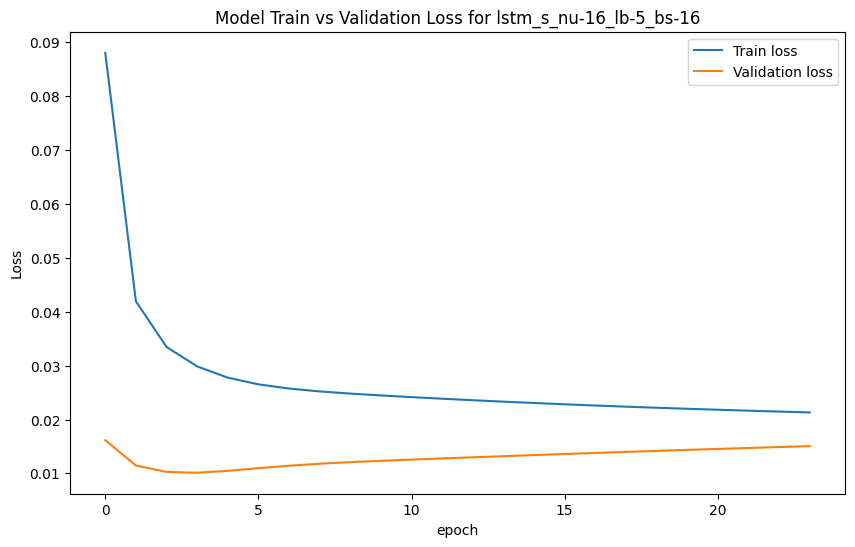 Model Train vs Validation Loss for lstm_s_nu-16_lb-5_bs-16
Train loss
Validation loss
0.09
0.08
0.07
0.06
0.05
0.04
0.03
0.02
0.01
Loss
0 5 10 15 20
epoch